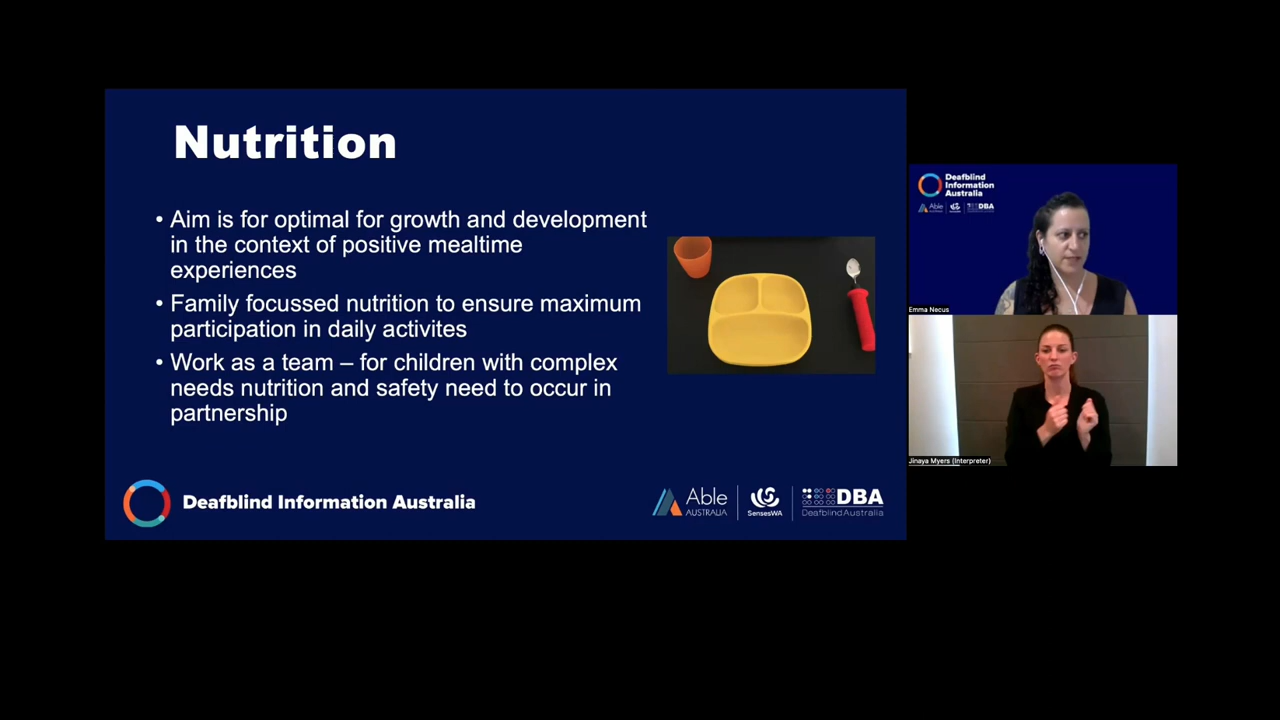 Nutrition
• Aim is for optimal for growth and development
in the context of positive mealtime
experiences
• Family focussed nutrition to ensure maximum
participation in daily activites
• Work as a team – for children with complex
needs nutrition and safety need to occur in
partnership
Deafblind Information Australia
Able
AUSTRALIA
SensesWA
DBA
DeafblindAustralia
Deafblind
Information
Australia
Able
DBA
Emma Necus
Jinaya Myers (Interpreter)